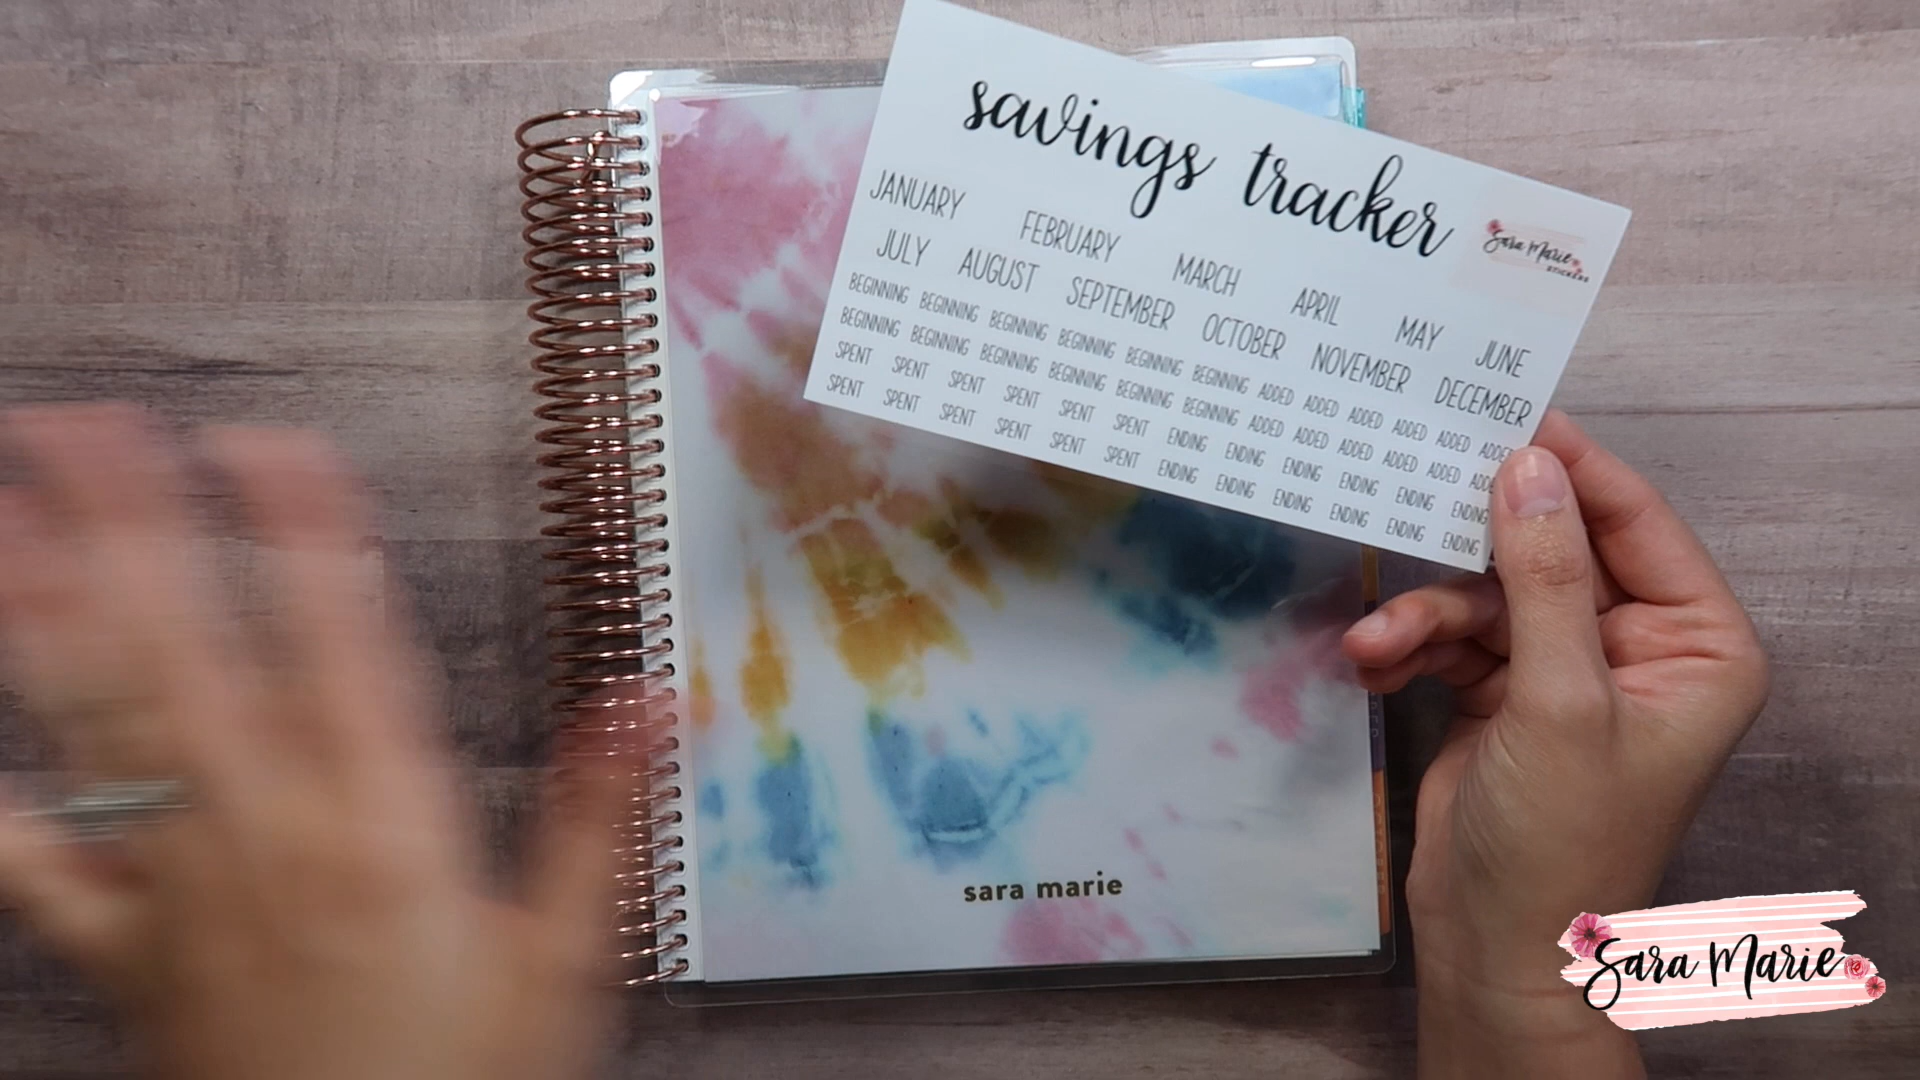 savings tracker
Sara Marie
STICKERS
JANUARY FEBRUARY MARCH APRIL MAY JUNE
JULY AUGUST SEPTEMBER OCTOBER NOVEMBER DECEMBER
BEGINNING BEGINNING BEGINNING BEGINNING BEGINNING BEGINNING ADDED ADDED ADDED ADDED ADDED ADDED
BEGINNING BEGINNING BEGINNING BEGINNING BEGINNING BEGINNING ADDED ADDED ADDED ADDED ADDED ADDED
SPENT SPENT SPENT SPENT SPENT SPENT ENDING ENDING ENDING ENDING ENDING ENDING
SPENT SPENT SPENT SPENT SPENT SPENT ENDING ENDING ENDING ENDING ENDING ENDING
sara marie
Sara Marie